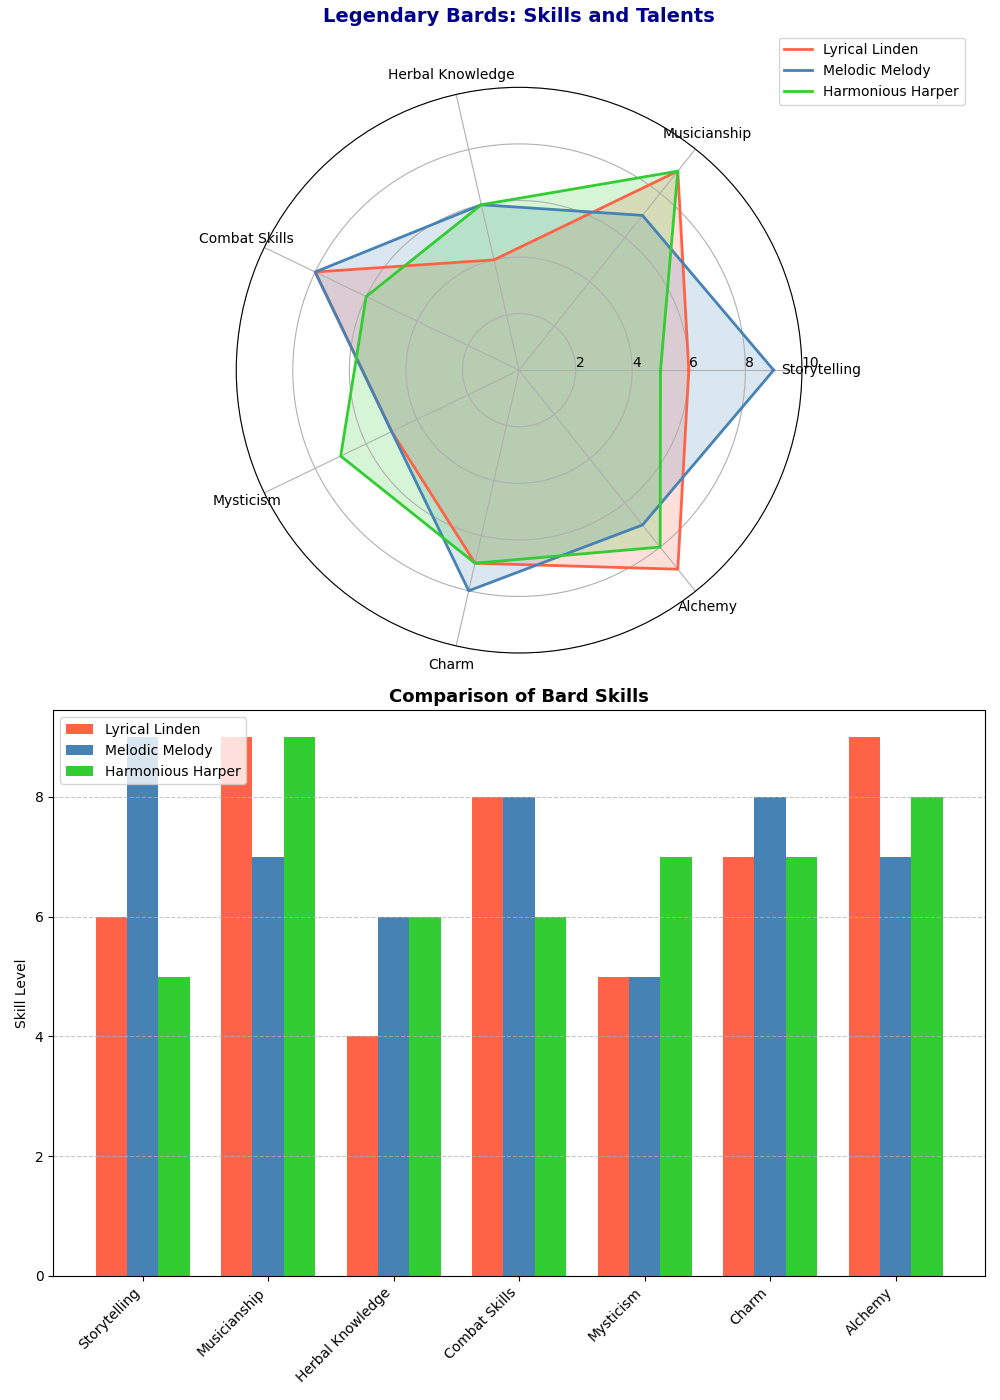 Legendary Bards: Skills and Talents
Lyrical Linden
Melodic Melody
Harmonious Harper
Herbal Knowledge
Musicianship
Combat Skills
2
4
6
8
10
Storytelling
Mysticism
Alchemy
Charm
Comparison of Bard Skills
Lyrical Linden
Melodic Melody
Harmonious Harper
8
6
Skill Level
4
2
0
Storytelling
Musicianship
Herbal Knowledge
Combat Skills
Mysticism
Charm
Alchemy